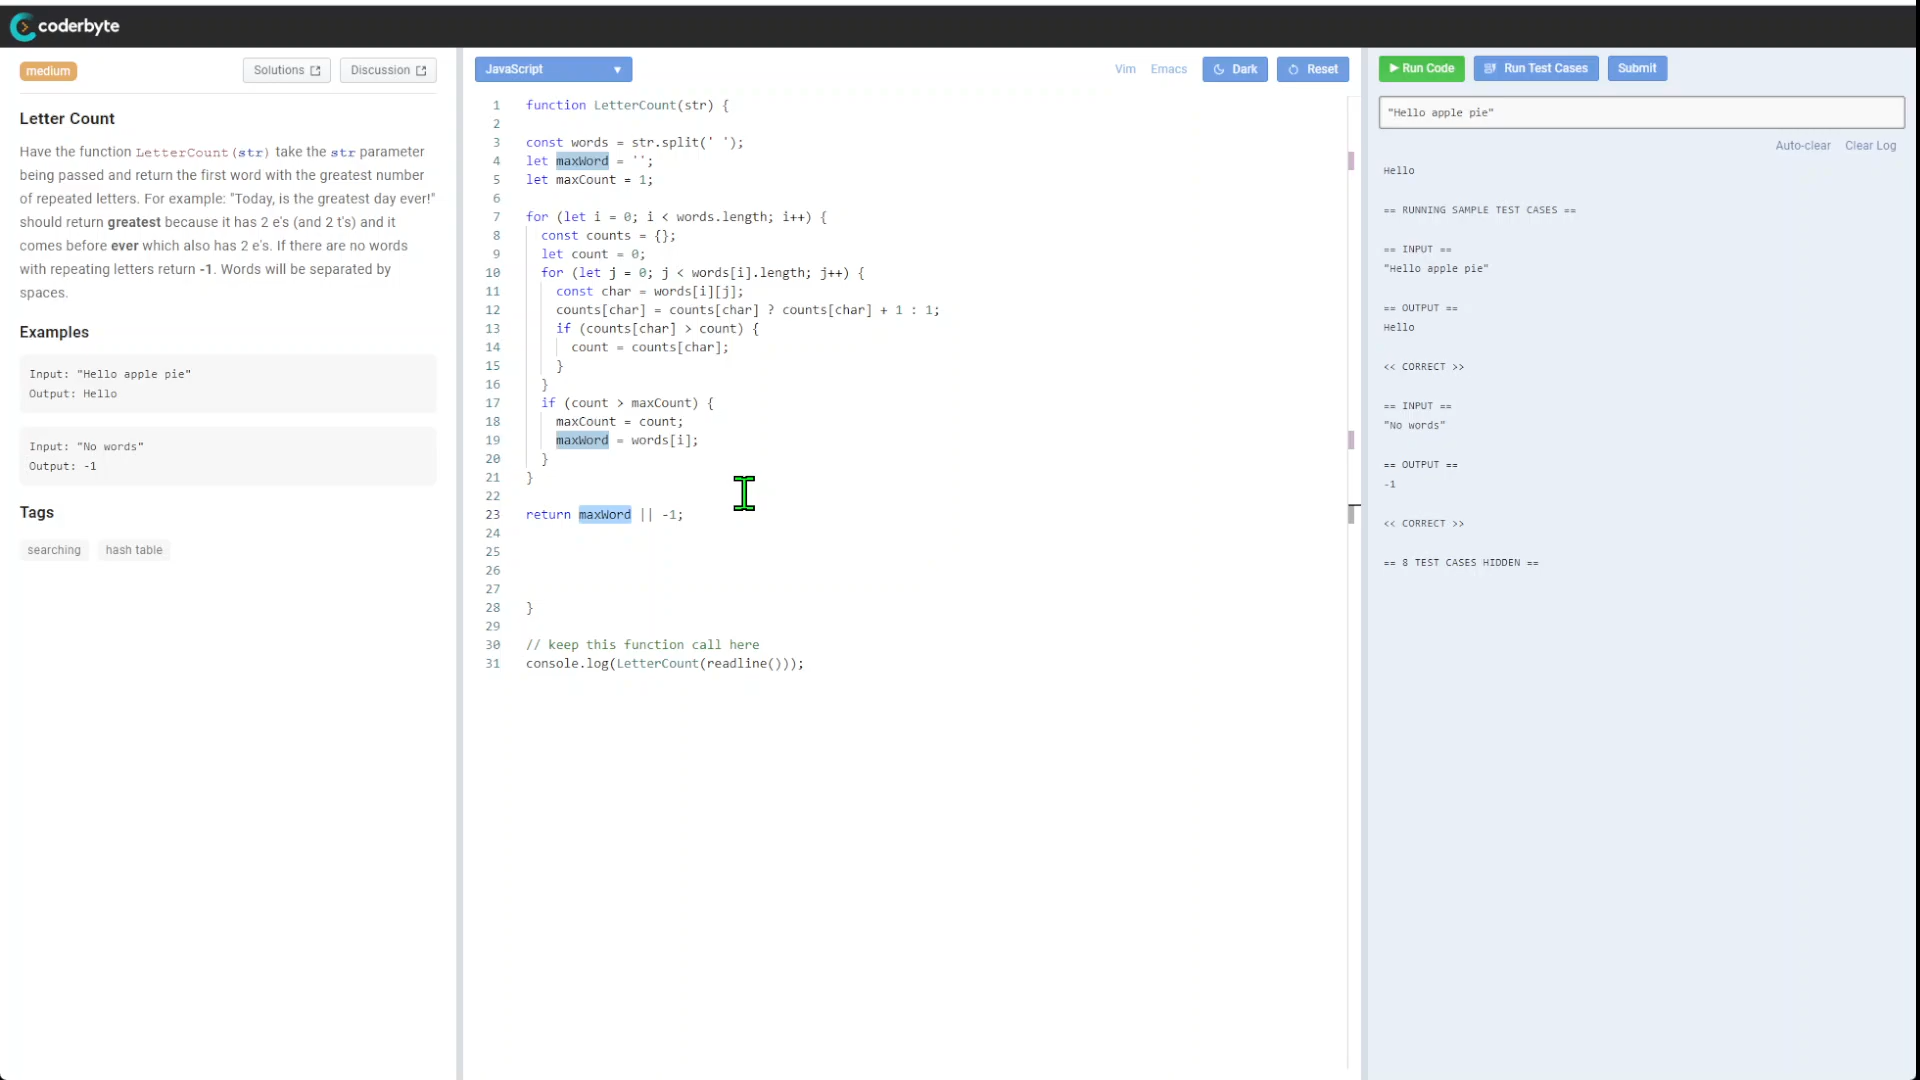 coderbyte
medium
Solutions
Discussion
Letter Count
Have the function LetterCount(str) take the str parameter
being passed and return the first word with the greatest number
of repeated letters. For example: "Today, is the greatest day ever!"
should return greatest because it has 2 e's (and 2 t's) and it
comes before ever which also has 2 e's. If there are no words
with repeating letters return -1. Words will be separated by
spaces.
Examples
Input: "Hello apple pie"
Output: Hello
Input: "No words"
Output: -1
Tags
searching hash table
JavaScript
Vim Emacs Dark Reset
1 function LetterCount(str) {
2
3 const words = str.split(' ');
4 let maxWord = '';
5 let maxCount = 1;
6
7 for (let i = 0; i < words.length; i++) {
8 const counts = {};
9 let count = 0;
10 for (let j = 0; j < words[i].length; j++) {
11 const char = words[i][j];
12 counts[char] = counts[char] ? counts[char] + 1 : 1;
13 if (counts[char] > count) {
14 count = counts[char];
15 }
16 }
17 if (count > maxCount) {
18 maxCount = count;
19 maxWord = words[i];
20 }
21 }
22
23 return maxWord || -1;
24
25
26
27
28 }
29
30 // keep this function call here
31 console.log(LetterCount(readline()));
Run Code Run Test Cases Submit
"Hello apple pie"
Auto-clear Clear Log
Hello
== RUNNING SAMPLE TEST CASES ==
== INPUT ==
"Hello apple pie"
== OUTPUT ==
Hello
<< CORRECT >>
== INPUT ==
"No words"
== OUTPUT ==
-1
<< CORRECT >>
== 8 TEST CASES HIDDEN ==